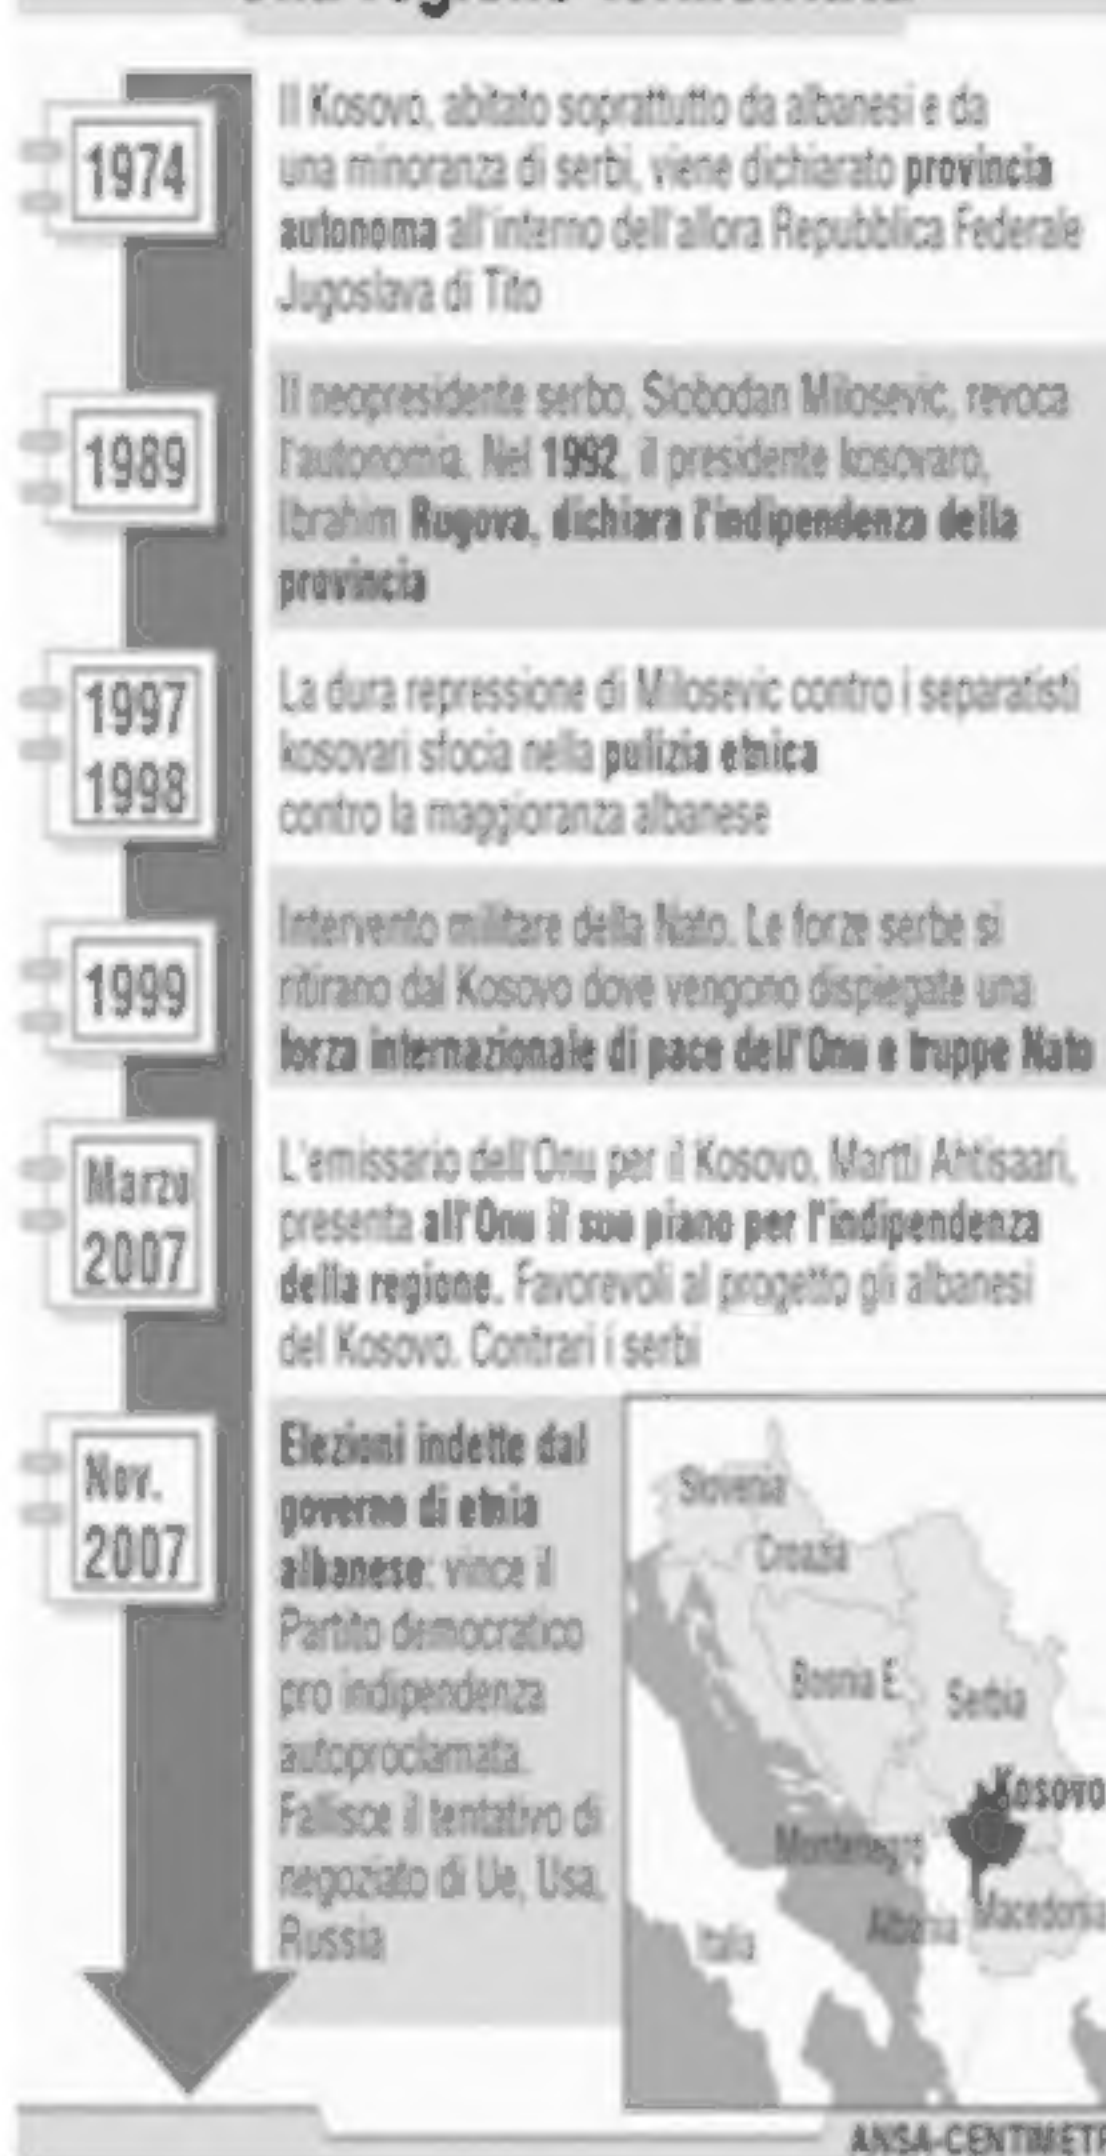 1974
Il Kosovo, abitato soprattutto da albanesi e da
una minoranza di serbi, viene dichiarato provincia
autonoma all'interno dell'allora Repubblica Federale
Jugoslava di Tito
1989
Il neopresidente serbo, Slobodan Milosevic, revoca
l'autonomia. Nel 1992, il presidente kosovaro,
Ibrahim Rugova, dichiara l'indipendenza della
provincia
1997
1998
La dura repressione di Milosevic contro i separatisti
kosovari sfocia nella pulizia etnica
contro la maggioranza albanese
1999
Intervento militare della Nato. Le forze serbe si
ritirano dal Kosovo dove vengono dispiegate una
forza internazionale di pace dell'Onu e truppe Nato
Marzo
2007
L'emissario dell'Onu per il Kosovo, Martti Ahtisaari,
presenta all'Onu il suo piano per l'indipendenza
della regione. Favorevoli al progetto gli albanesi
del Kosovo. Contrari i serbi
Nov.
2007
Elezioni indette dal
governo di etnia
albanese: vince il
Partito democratico
pro indipendenza
autoproclamata.
Fallisce il tentativo di
negoziato di Ue, Usa,
Russia
Slovenia
Croazia
Bosnia E.
Serbia
Kosovo
Montenegro
Albania
Macedonia
Italia
ANSA-CENTIMETR